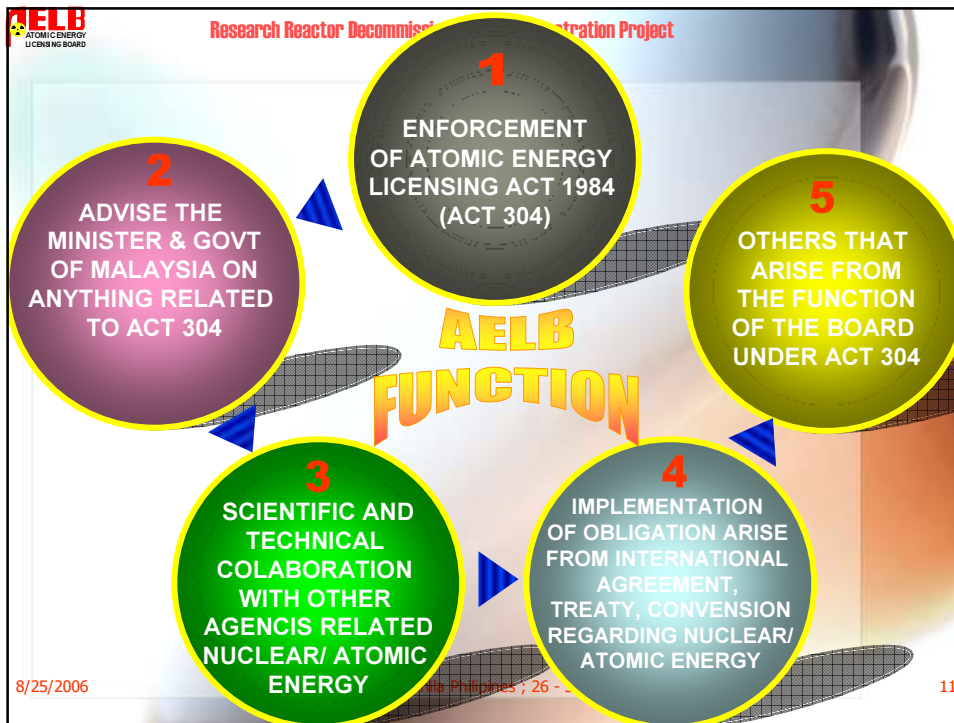 AELB
ATOMIC ENERGY
LICENSING BOARD
Research Reactor Decommiss tration Project
1
ENFORCEMENT
OF ATOMIC ENERGY
LICENSING ACT 1984
(ACT 304)
2
ADVISE THE
MINISTER & GOVT
OF MALAYSIA ON
ANYTHING RELATED
TO ACT 304
5
OTHERS THAT
ARISE FROM
THE FUNCTION
OF THE BOARD
UNDER ACT 304
AELB
FUNCTION
3
SCIENTIFIC AND
TECHNICAL
COLABORATION
WITH OTHER
AGENCIS RELATED
NUCLEAR/ ATOMIC
ENERGY
4
IMPLEMENTATION
OF OBLIGATION ARISE
FROM INTERNATIONAL
AGREEMENT,
TREATY, CONVENSION
REGARDING NUCLEAR/
ATOMIC ENERGY
8/25/2006
Philipines ; 26 -
11